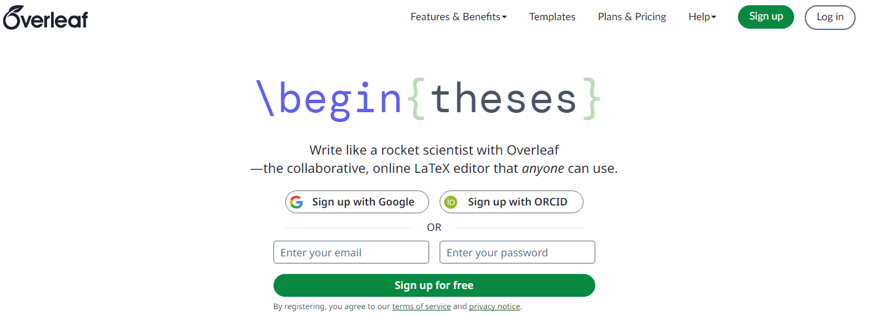 Overleaf
Features & Benefits Templates Plans & Pricing Help Sign up Log in
\begin{theses}
Write like a rocket scientist with Overleaf
—the collaborative, online LaTeX editor that anyone can use.
Sign up with Google Sign up with ORCID
OR
Enter your email Enter your password
Sign up for free
By registering, you agree to our terms of service and privacy notice.